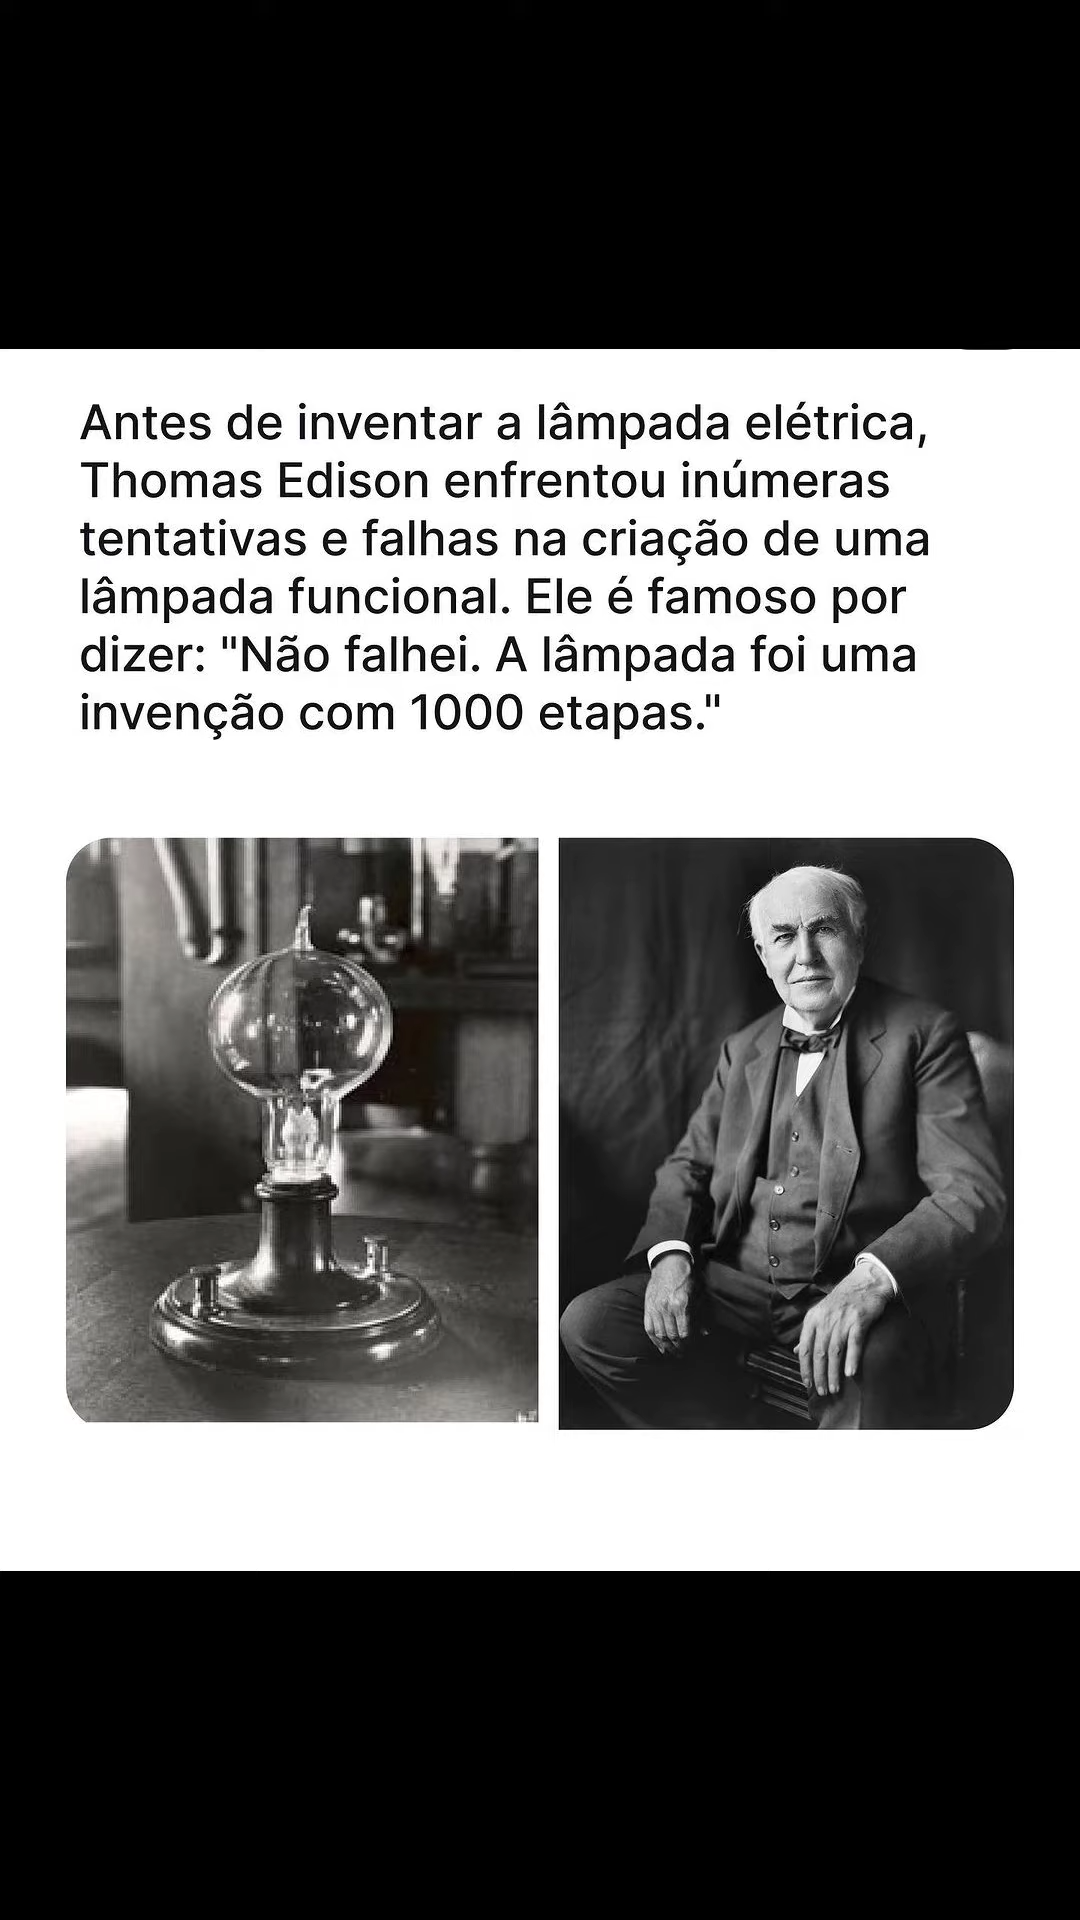 Antes de inventar a lâmpada elétrica,
Thomas Edison enfrentou inúmeras
tentativas e falhas na criação de uma
lâmpada funcional. Ele é famoso por
dizer: "Não falhei. A lâmpada foi uma
invenção com 1000 etapas."